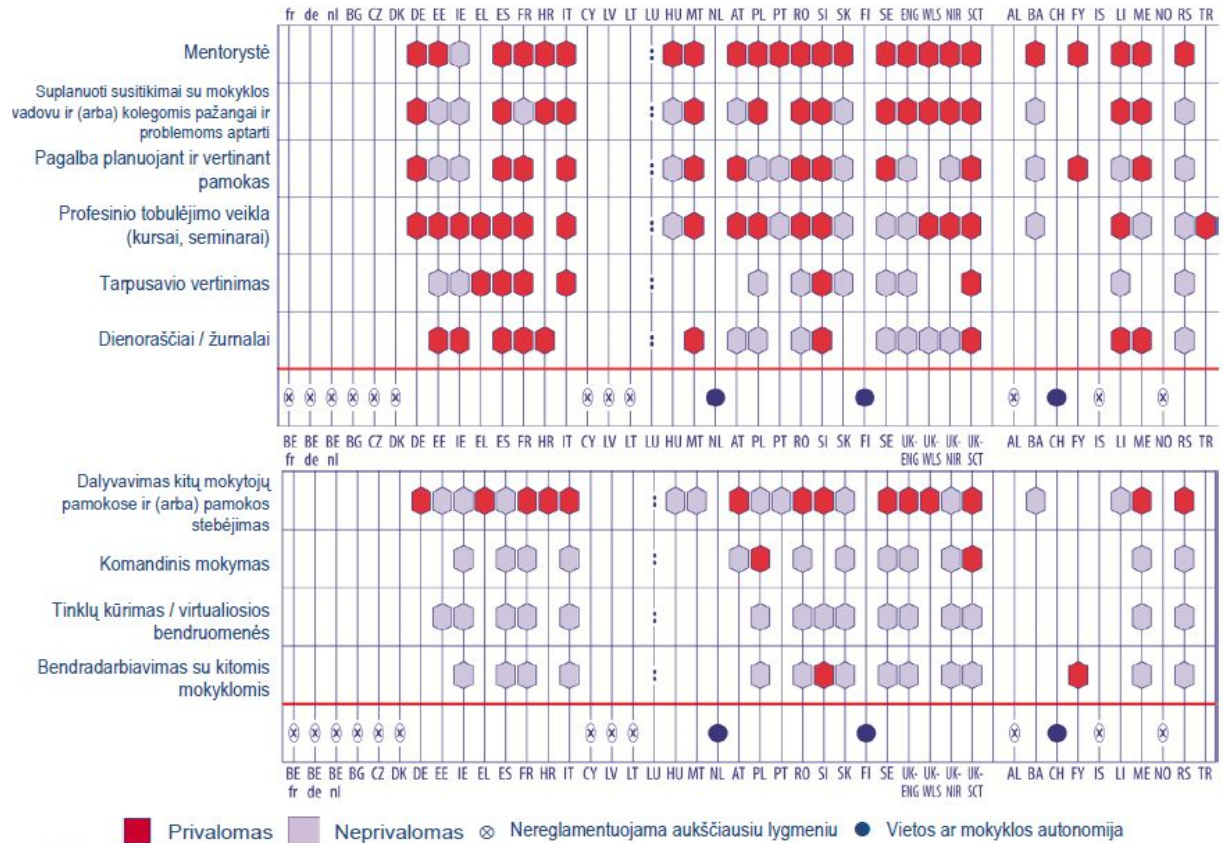 fr de nl BG CZ DK DE EE IE EL ES FR HR IT CY LV LT LU HU MT NL AT PL PT RO SI SK FI SE ENG WLS NIR SCT AL BA CH FY IS LI ME NO RS TR
Mentorystė
Suplanuoti susitikimai su mokyklos
vadovu ir (arba) kolegomis pažangai ir
problemoms aptarti
Pagalba planuojant ir vertinant
pamokas
Profesinio tobulėjimo veikla
(kursai, seminarai)
Tarpusavio vertinimas
Dienoraščiai / žurnalai
BE BE BE BG CZ DK DE EE IE EL ES FR HR IT CY LV LT LU HU MT NL AT PL PT RO SI SK FI SE UK- UK- UK- UK- AL BA CH FY IS LI ME NO RS TR
fr de nl ENG WLS NIR SCT
Dalyvavimas kitų mokytojų
pamokose ir (arba) pamokos
stebėjimas
Komandinis mokymas
Tinklų kūrimas / virtualiosios
bendruomenės
Bendradarbiavimas su kitomis
mokyklomis
BE BE BE BG CZ DK DE EE IE EL ES FR HR IT CY LV LT LU HU MT NL AT PL PT RO SI SK FI SE UK- UK- UK- UK- AL BA CH FY IS LI ME NO RS TR
fr de nl ENG WLS NIR SCT
Privalomas Neprivalomas ⊗ Nereglamentuojama aukščiausiu lygmeniu ● Vietos ar mokyklos autonomija